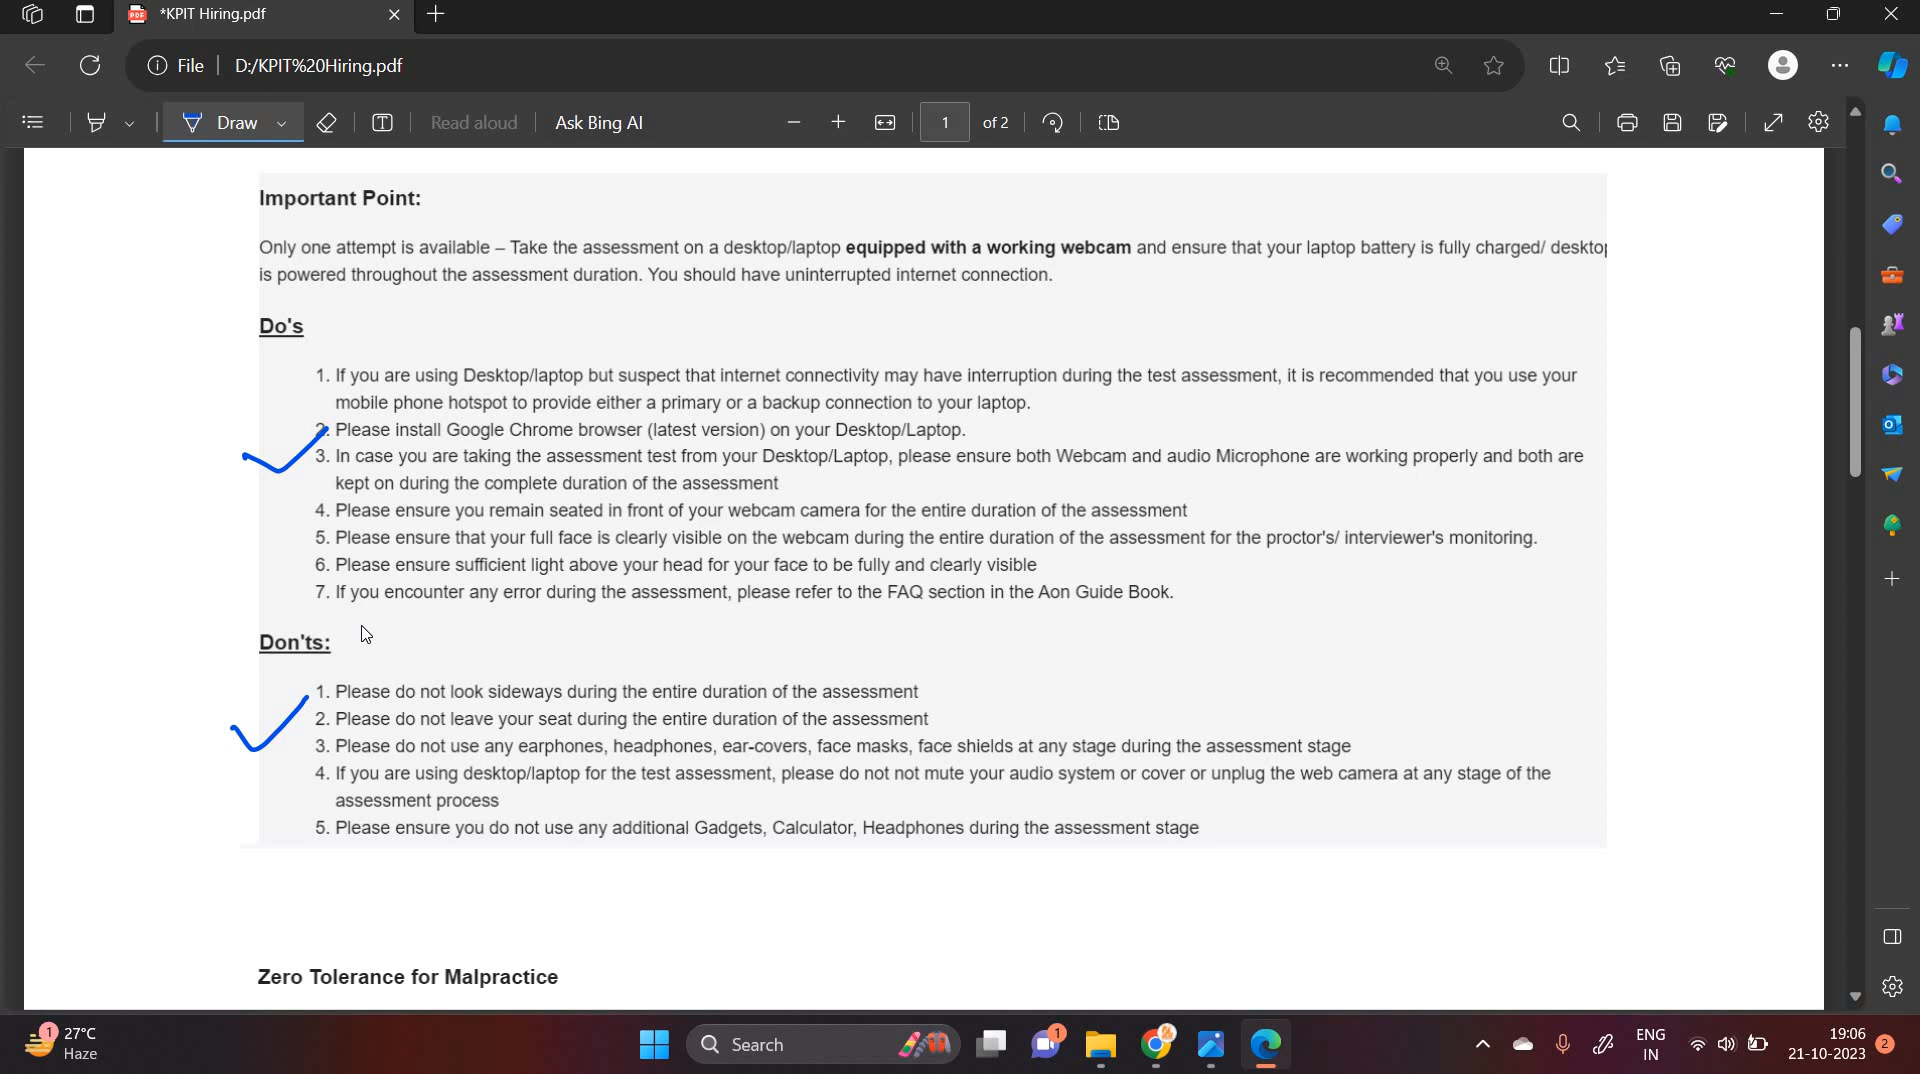 *KPIT Hiring.pdf
File
D:/KPIT%20Hiring.pdf
Draw
Read aloud
Ask Bing AI
1
of 2
Important Point:
Only one attempt is available – Take the assessment on a desktop/laptop equipped with a working webcam and ensure that your laptop battery is fully charged/ desktop
is powered throughout the assessment duration. You should have uninterrupted internet connection.
Do's
1. If you are using Desktop/laptop but suspect that internet connectivity may have interruption during the test assessment, it is recommended that you use your
mobile phone hotspot to provide either a primary or a backup connection to your laptop.
2. Please install Google Chrome browser (latest version) on your Desktop/Laptop.
3. In case you are taking the assessment test from your Desktop/Laptop, please ensure both Webcam and audio Microphone are working properly and both are
kept on during the complete duration of the assessment
4. Please ensure you remain seated in front of your webcam camera for the entire duration of the assessment
5. Please ensure that your full face is clearly visible on the webcam during the entire duration of the assessment for the proctor's/ interviewer's monitoring.
6. Please ensure sufficient light above your head for your face to be fully and clearly visible
7. If you encounter any error during the assessment, please refer to the FAQ section in the Aon Guide Book.
Don'ts:
1. Please do not look sideways during the entire duration of the assessment
2. Please do not leave your seat during the entire duration of the assessment
3. Please do not use any earphones, headphones, ear-covers, face masks, face shields at any stage during the assessment stage
4. If you are using desktop/laptop for the test assessment, please do not not mute your audio system or cover or unplug the web camera at any stage of the
assessment process
5. Please ensure you do not use any additional Gadgets, Calculator, Headphones during the assessment stage
Zero Tolerance for Malpractice
1
27°C
Haze
Search
1
ENG
IN
19:06
21-10-2023
2